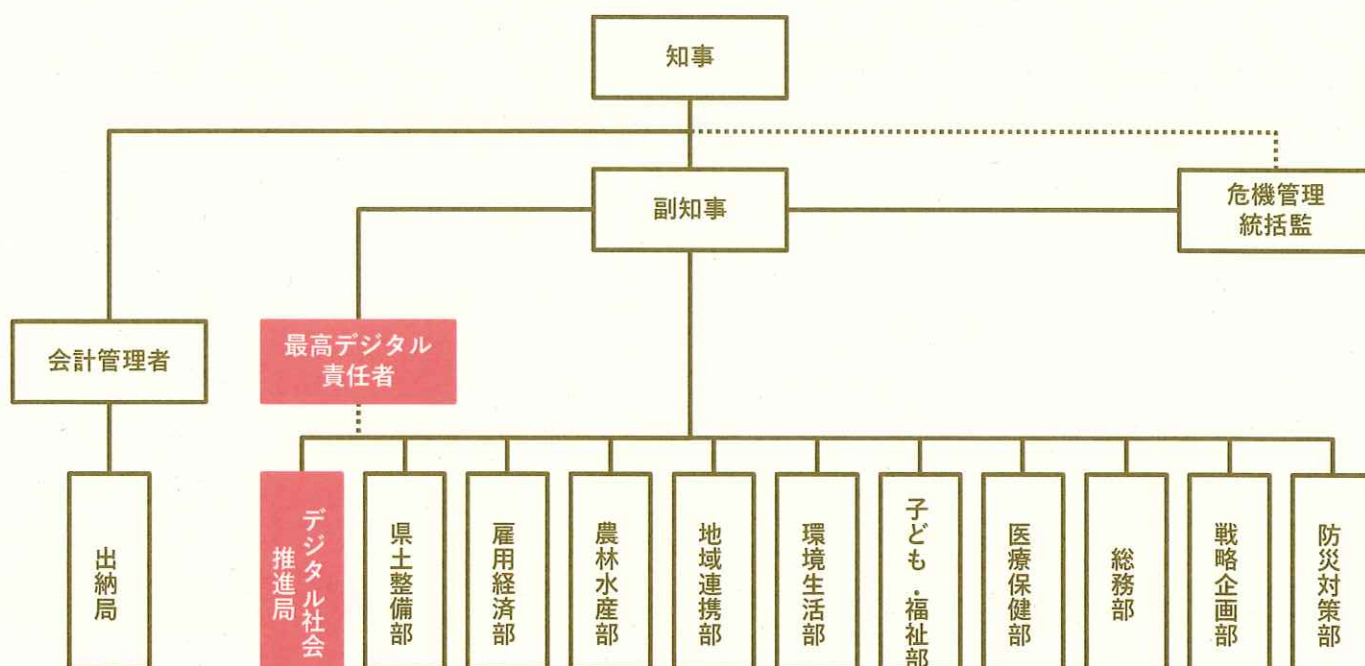 知事
副知事
危機管理
統括監
会計管理者
最高デジタル
責任者
出納局
デジタル社会
推進局
県土整備部
雇用経済部
農林水産部
地域連携部
環境生活部
子ども・福祉部
医療保健部
総務部
戦略企画部
防災対策部